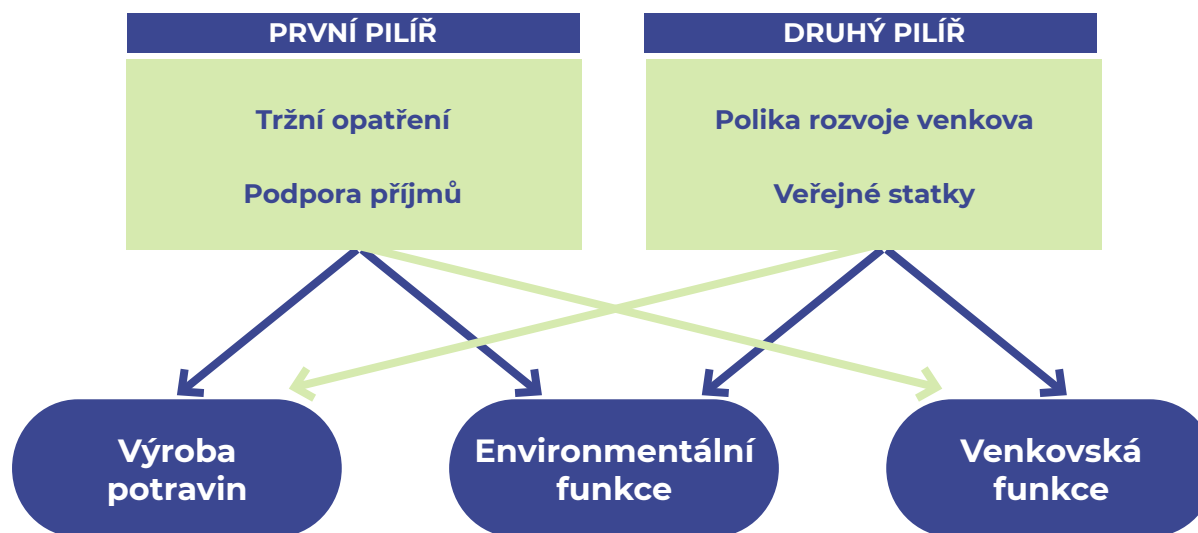 PRVNÍ PILÍŘ
Tržní opatření
Podpora příjmů
DRUHÝ PILÍŘ
Polika rozvoje venkova
Veřejné statky
Výroba
potravin
Environmentální
funkce
Venkovská
funkce